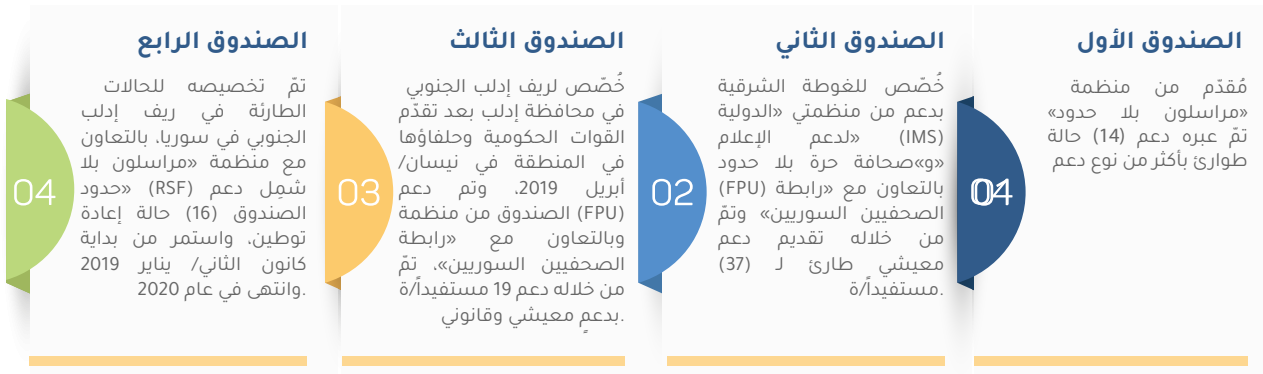 الصندوق الأول
مُقدّم من منظمة
«مراسلون بلا حدود»
تمّ عبره دعم (14) حالة
طوارئ بأكثر من نوع دعم
الصندوق الثاني
خُصّص للغوطة الشرقية
بدعم من منظمتي «الدولية
لدعم الإعلام» (IMS)
و»صحافة حرة بلا حدود«
(FPU) بالتعاون مع «رابطة
الصحفيين السوريين» وتمّ
من خلاله تقديم دعم
معيشي طارئ لـ (37)
مستفيداً/ة.
02
الصندوق الثالث
خُصّص لريف إدلب الجنوبي
في محافظة إدلب بعد تقدّم
القوات الحكومية وحلفاؤها
في المنطقة في نيسان/
أبريل 2019، وتم دعم
الصندوق من منظمة (FPU)
وبالتعاون مع «رابطة
الصحفيين السوريين»، تمّ
من خلاله دعم 19 مستفيداً/ة
بدعمٍ معيشي وقانوني.
03
الصندوق الرابع
تمّ تخصيصه للحالات
الطارئة في ريف إدلب
الجنوبي في سوريا، بالتعاون
مع منظمة «مراسلون بلا
حدود» (RSF) شمِل دعم
الصندوق (16) حالة إعادة
توطين، واستمر من بداية
كانون الثاني/ يناير 2019
وانتهى في عام 2020.
04